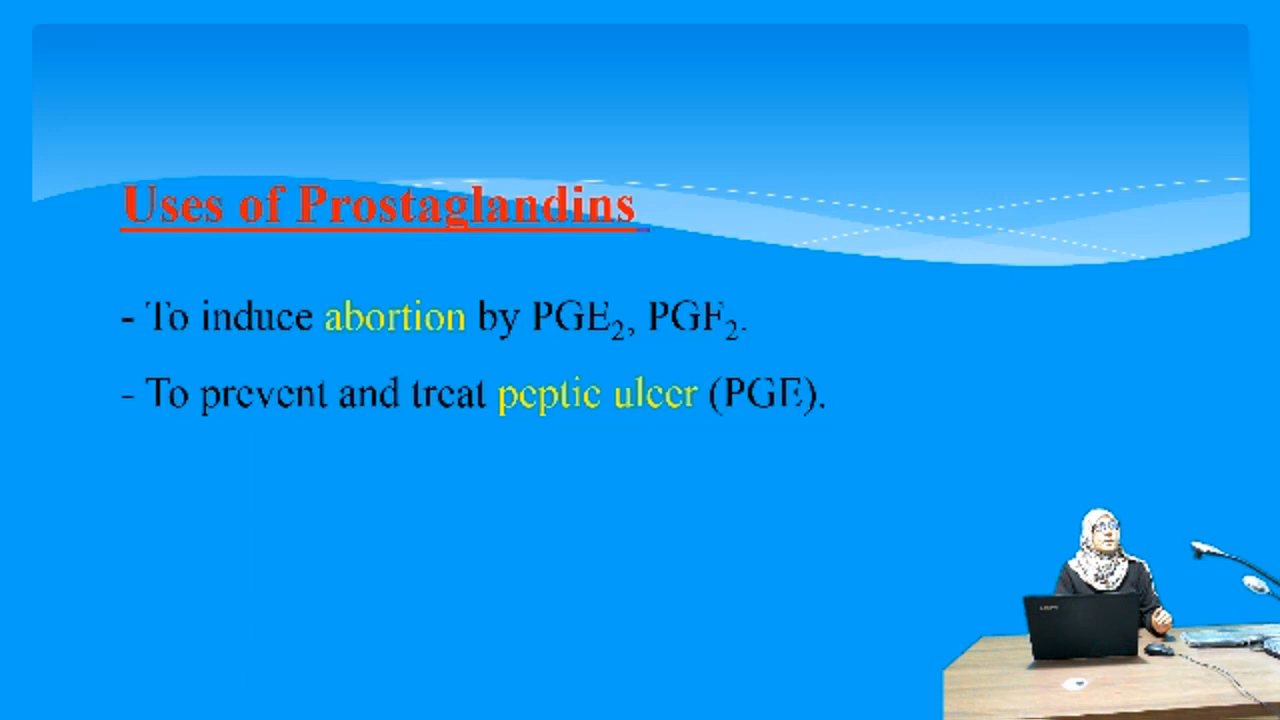 Uses of Prostaglandins
- To induce abortion by PGE₂, PGF₂.
- To prevent and treat peptic ulcer (PGE).